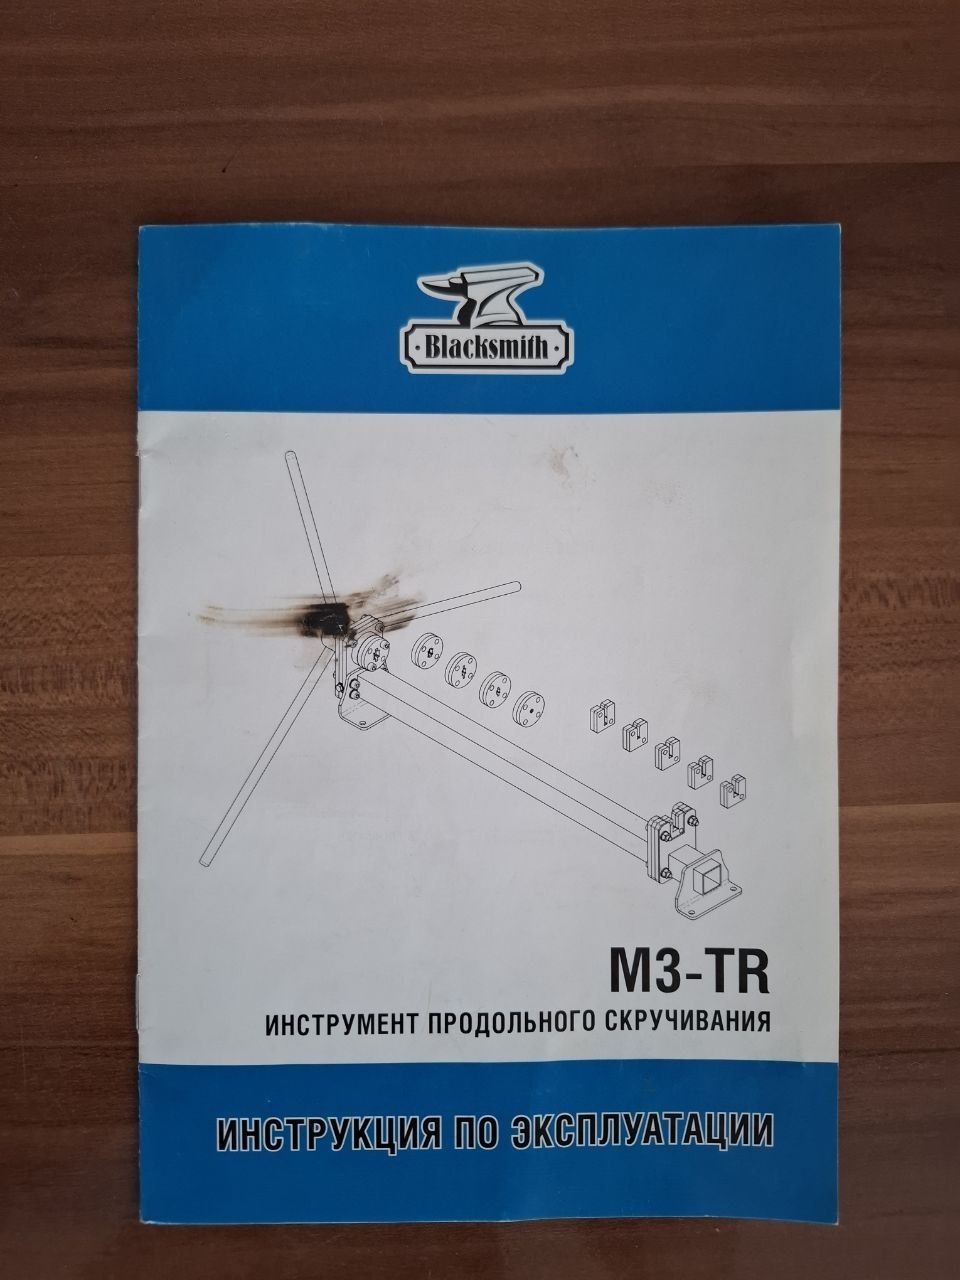 · Blacksmith ·
M3-TR
ИНСТРУМЕНТ ПРОДОЛЬНОГО СКРУЧИВАНИЯ
ИНСТРУКЦИЯ ПО ЭКСПЛУАТАЦИИ